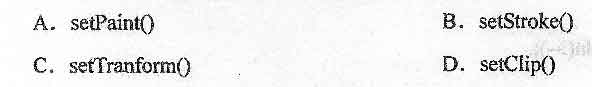 A. setPaint()
B. setStroke()
C. setTranform()
D. setClip()